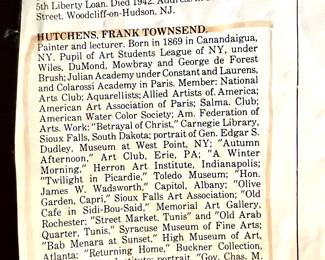 5th Liberty Loan. Died 1942. Address in
Street, Woodcliff-on-Hudson, NJ.
HUTCHENS, FRANK TOWNSEND.
Painter and lecturer. Born in 1869 in Canandaigua,
NY. Pupil of Art Students League of NY, under
Wiles, DuMond, Mowbray and George de Forest
Brush; Julian Academy under Constant and Laurens,
and Colarossi Academy in Paris. Member: National
Arts Club; Aquarellists; Allied Artists of America;
American Art Association of Paris; Salma. Club;
American Water Color Society; Am. Federation of
Arts. Work: "Betrayal of Christ," Carnegie Library,
Sioux Falls, South Dakota; portrait of Gen. Edgar S.
Dudley, Museum at West Point, NY; "Autumn
Afternoon," Art Club, Erie, PA; "A Winter
Morning," Herron Art Institute, Indianapolis;
"Twilight in Picardie," Toledo Museum; "Hon.
James W. Wadsworth," Capitol, Albany; "Olive
Garden, Capri," Sioux Falls Art Association; "Old
Cafe in Sidi-Bou-Said," Memorial Art Gallery,
Rochester; "Street Market, Tunis" and "Old Arab
Quarter, Tunis," Syracuse Museum of Fine Arts;
"Bab Menara at Sunset," High Museum of Art,
Atlanta; "Returning Home," Buckner Collection,
portrait, "Gov. Chas. M.